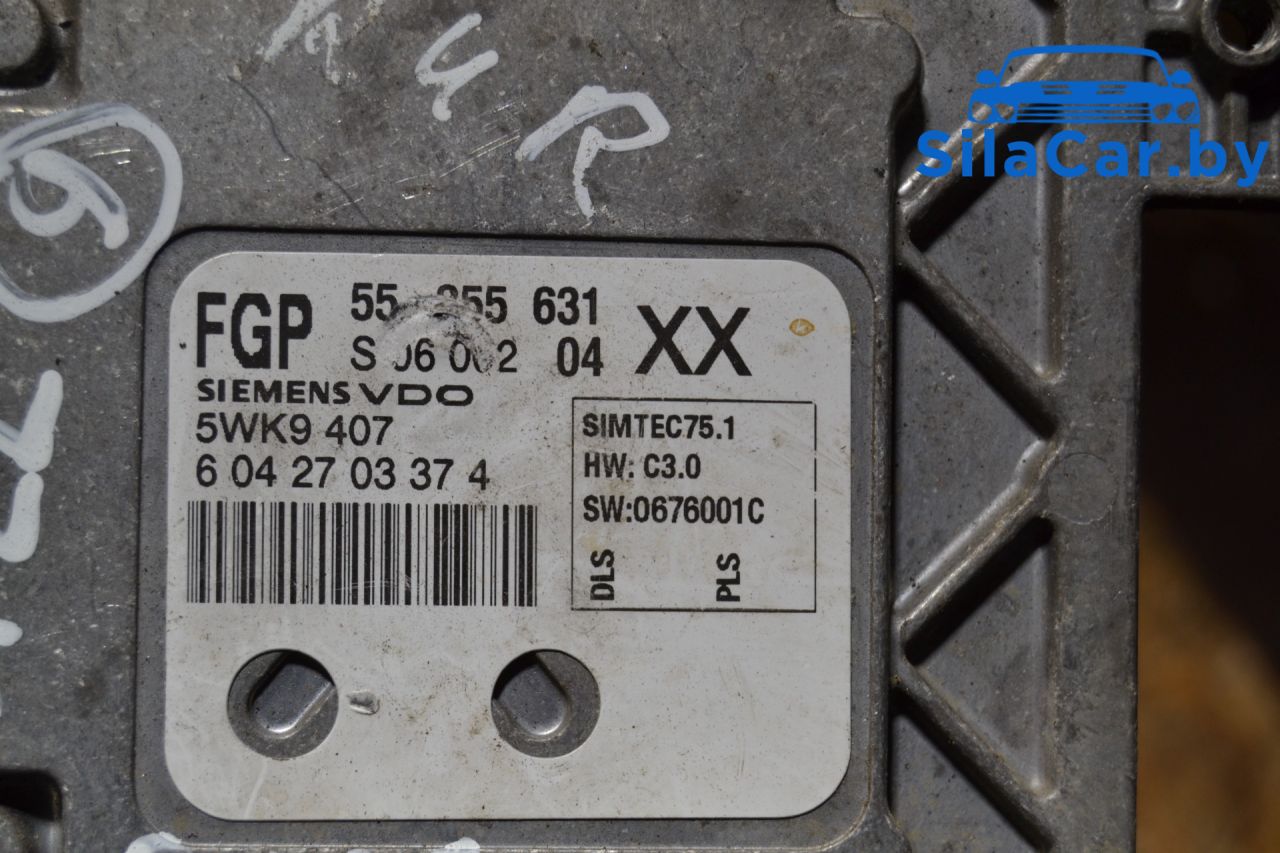 SilaCar.by
FGP
631
04
XX
SIEMENS VDO
5WK9 407
6 04 27 03 37 4
SIMTEC75.1
HW: C3.0
SW:0676001C
DLS PLS